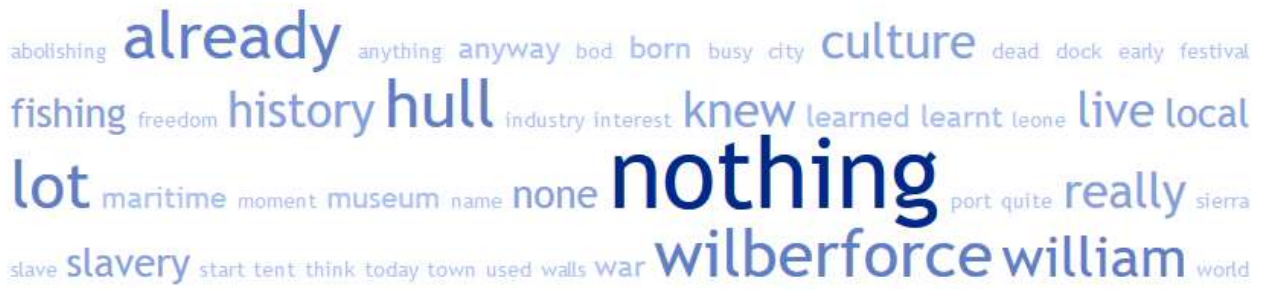 abolishing already anything anyway bod born busy city culture dead dock early festival
fishing freedom history hull industry interest knew learned learnt leone live local
lot maritime moment museum name none nothing port quite really sierra
slave slavery start tent think today town used walls war wilberforce william world